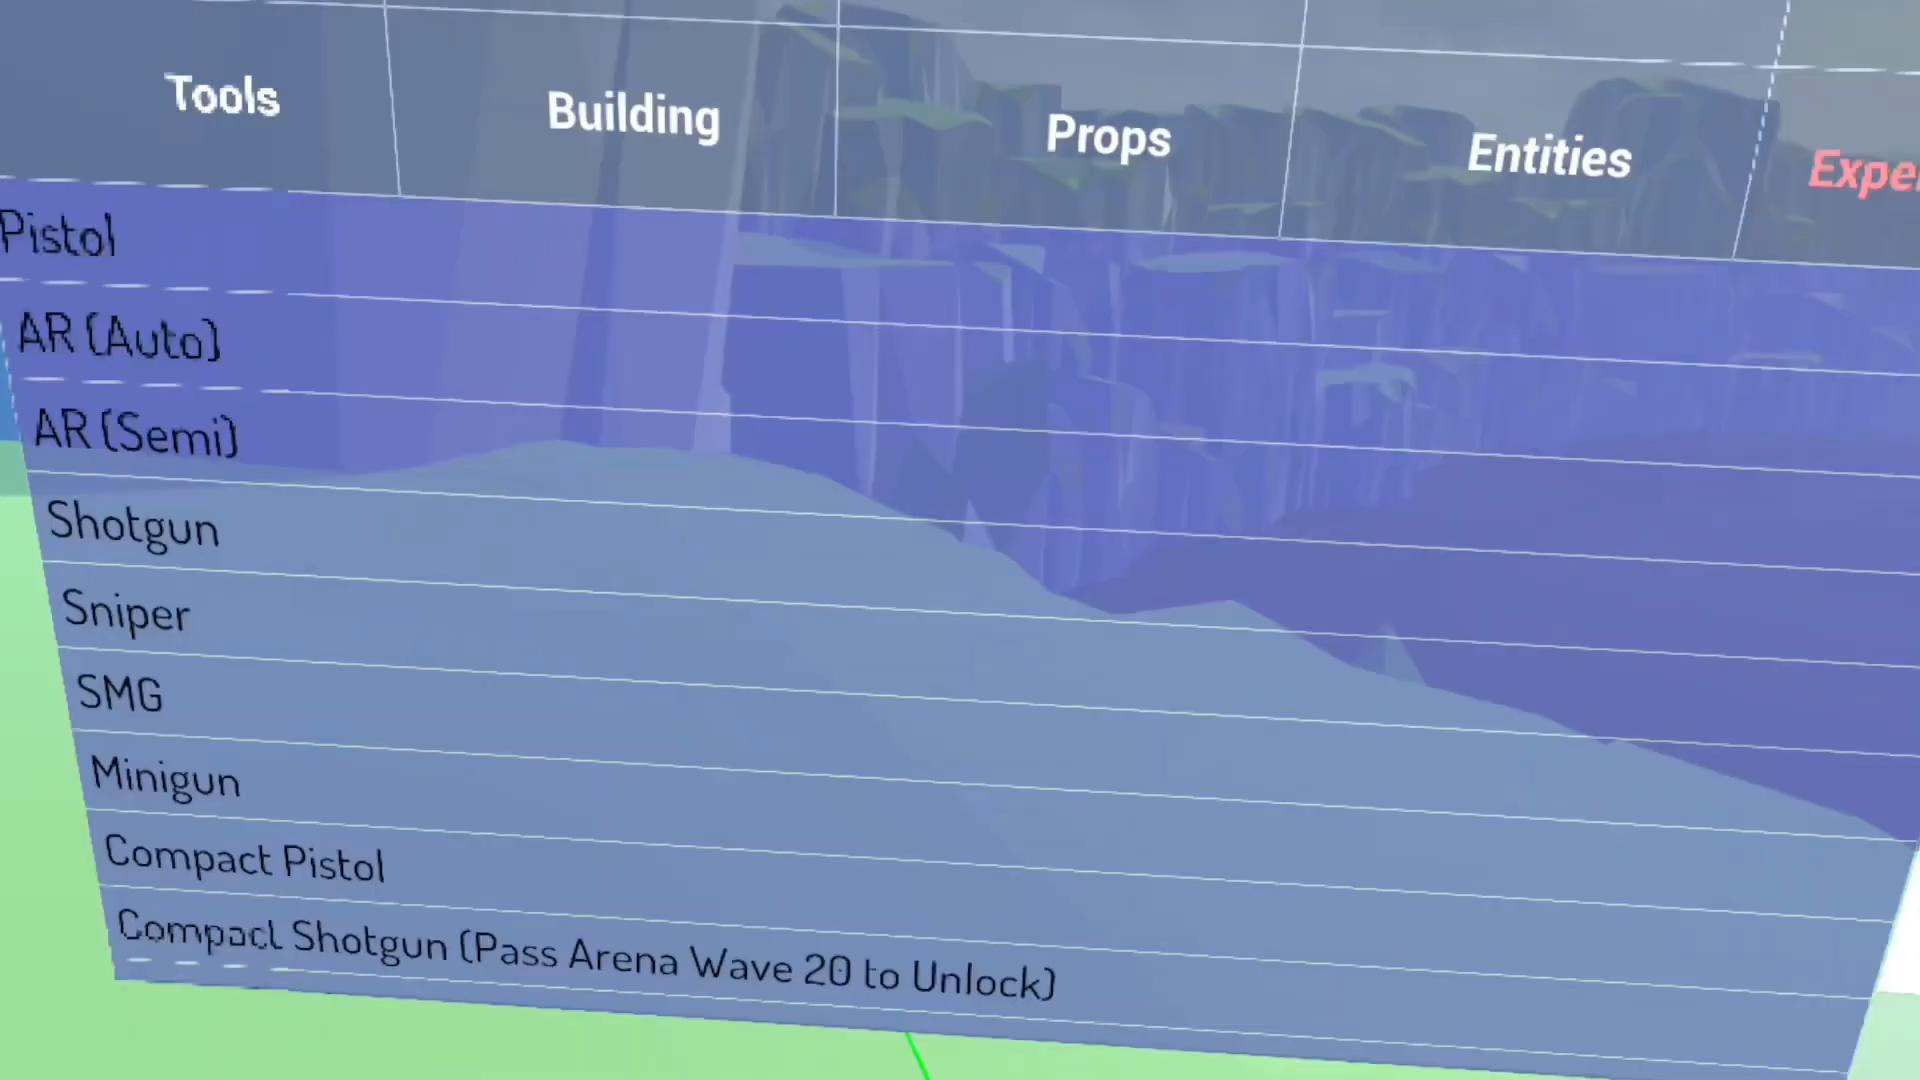 Tools Building Props Entities
Pistol
AR (Auto)
AR (Semi)
Shotgun
Sniper
SMG
Minigun
Compact Pistol
Compact Shotgun (Pass Arena Wave 20 to Unlock)